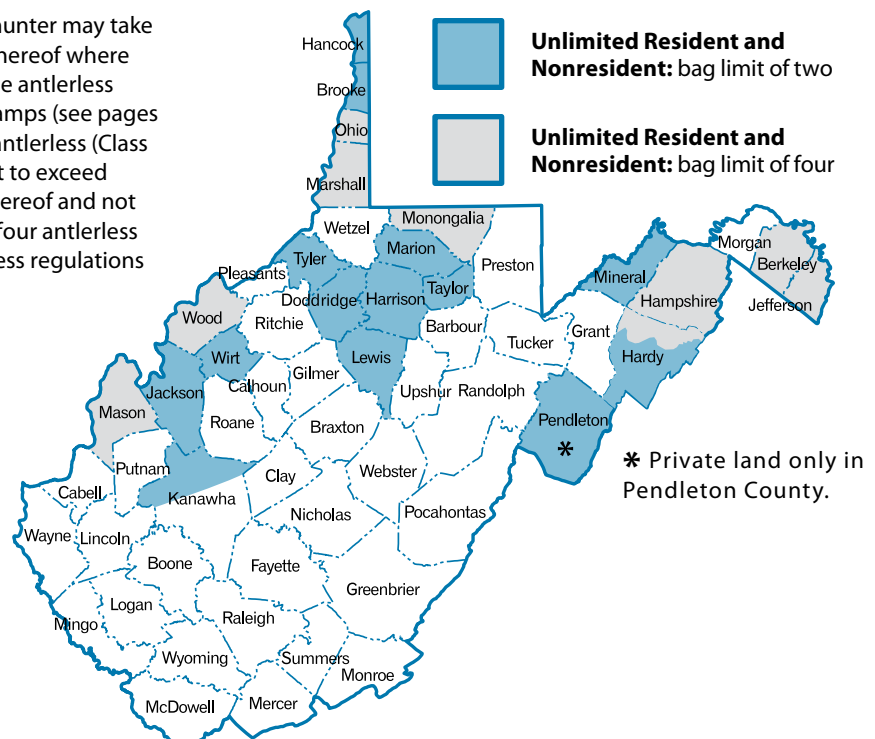 unter may take
ereof where
e antlerless
amps (see pages
antlerless (Class
t to exceed
ereof and not
four antlerless
ess regulations
Unlimited Resident and
Nonresident: bag limit of two
Unlimited Resident and
Nonresident: bag limit of four
Hancock
Brooke
Ohio
Marshall
Wetzel
Monongalia
Marion
Preston
Morgan
Berkeley
Jefferson
Mineral
Hampshire
Pleasants
Tyler
Doddridge
Harrison
Taylor
Wood
Ritchie
Barbour
Tucker
Grant
Hardy
Wirt
Lewis
Jackson
Calhoun
Gilmer
Upshur
Randolph
Mason
Roane
Braxton
Pendleton
*
* Private land only in
Pendleton County.
Putnam
Clay
Webster
Cabell
Kanawha
Nicholas
Pocahontas
Wayne
Lincoln
Boone
Fayette
Greenbrier
Logan
Raleigh
Mingo
Wyoming
Summers
Monroe
McDowell
Mercer